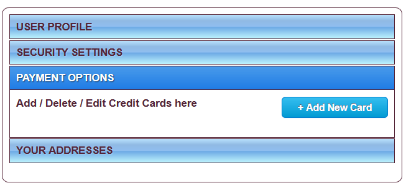 USER PROFILE
SECURITY SETTINGS
PAYMENT OPTIONS
Add / Delete / Edit Credit Cards here
+ Add New Card
YOUR ADDRESSES